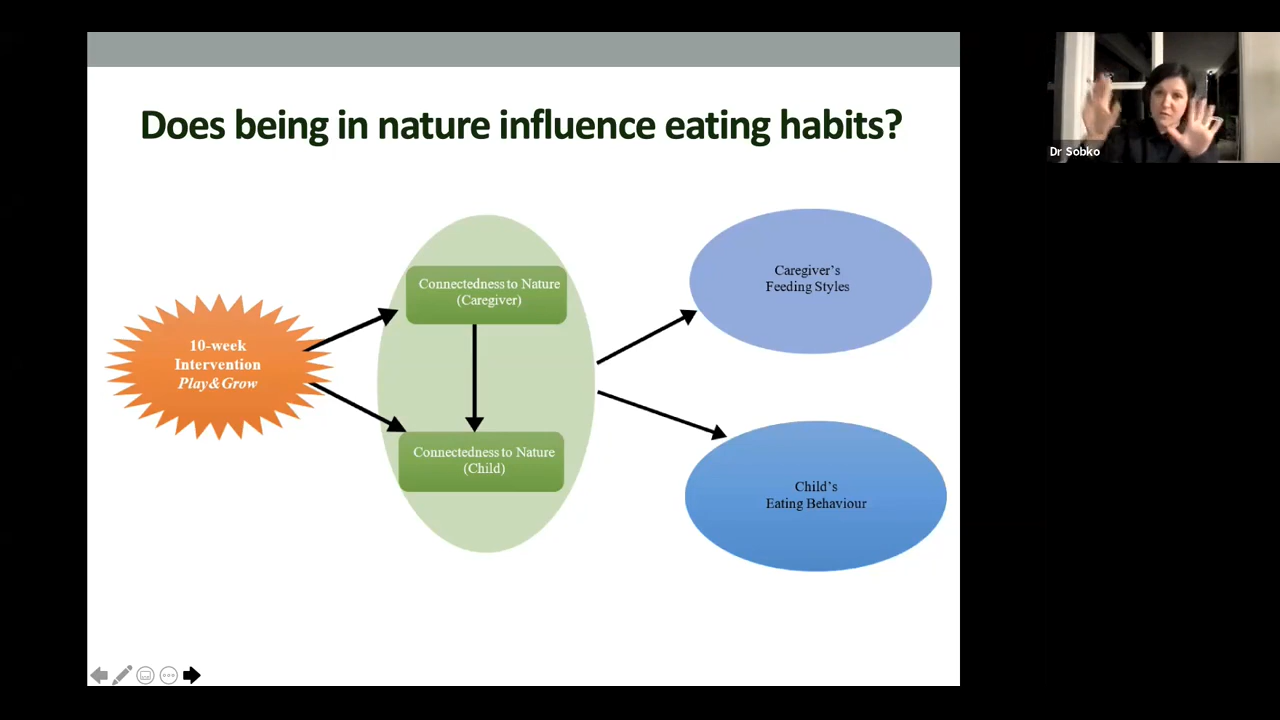 Does being in nature influence eating habits?
Dr Sobko
Connectedness to Nature
(Caregiver)
Caregiver's
Feeding Styles
10-week
Intervention
Play&Grow
Connectedness to Nature
(Child)
Child's
Eating Behaviour